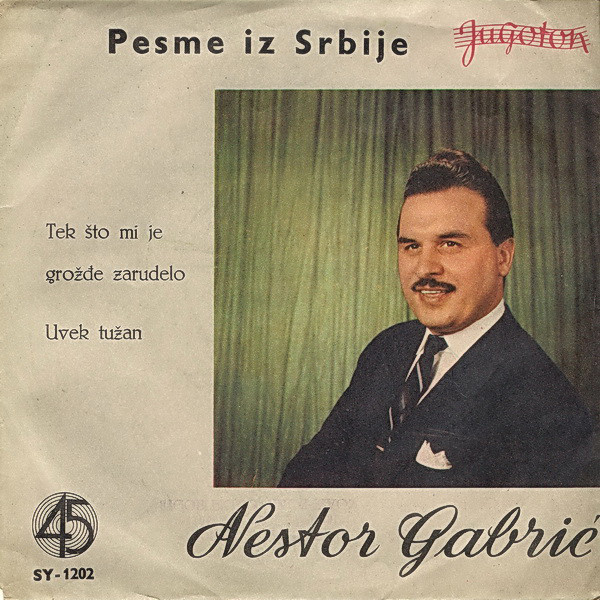 Pesme iz Srbije
Jugoton
Tek što mi je
grožđe zarudelo
Uvek tužan
45
SY-1202
Nestor Gabrić